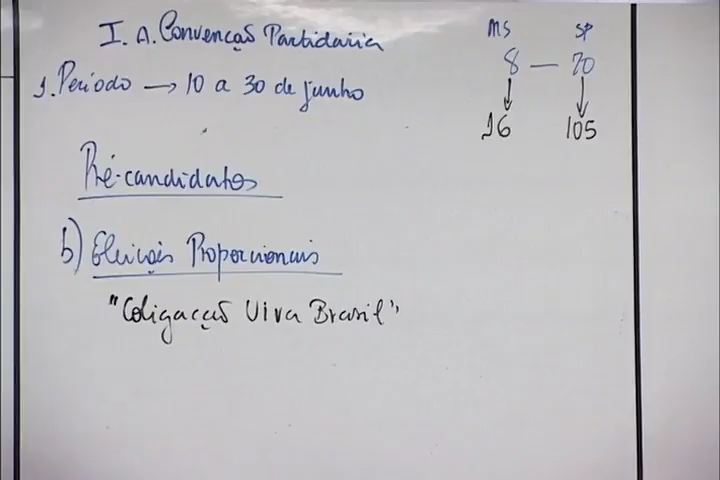 I. A. Convenção Partidaria
1. Período → 10 a 30 de junho
MS SP
8 — 70
16 105
Pré-candidatos
b) Eleições Proporcionais
"Coligação Viva Brasil"